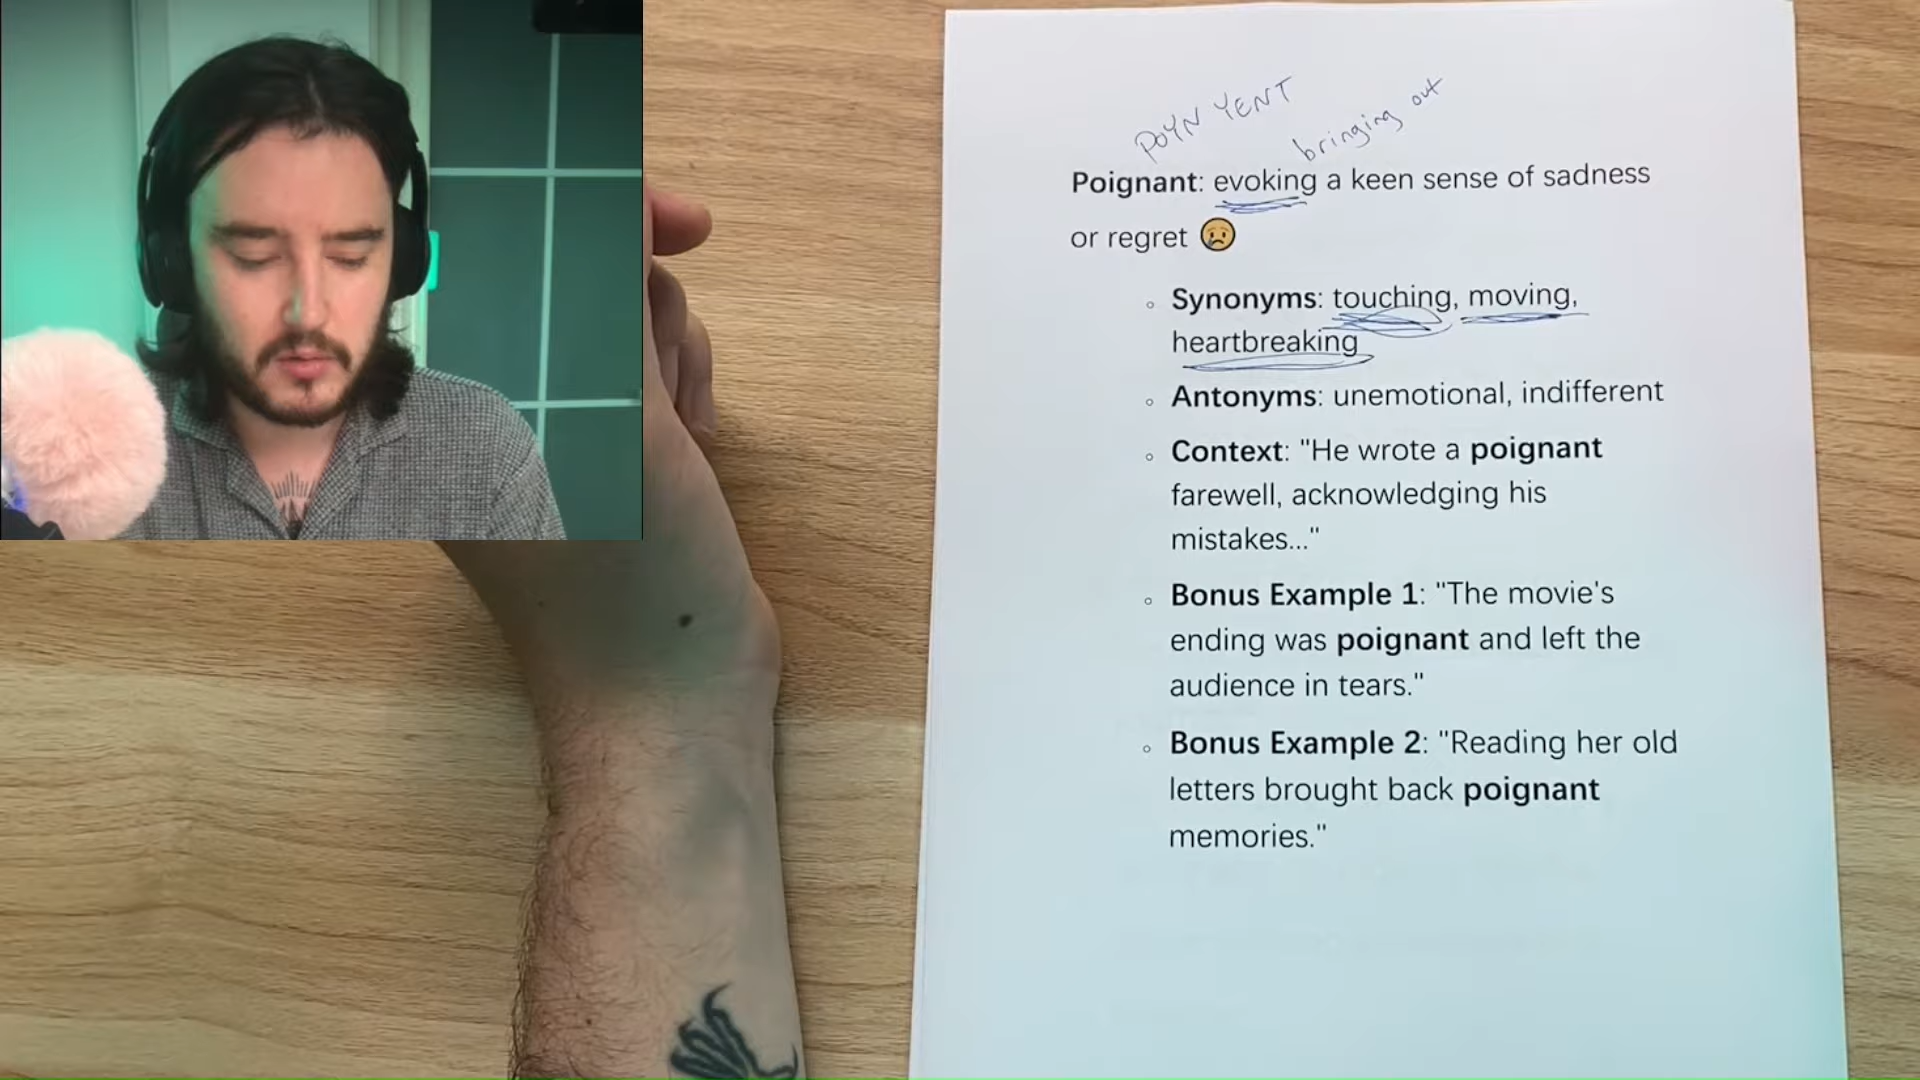 POYN YENT
bringing out
Poignant: evoking a keen sense of sadness
or regret 😢
◦ Synonyms: touching, moving,
heartbreaking
◦ Antonyms: unemotional, indifferent
◦ Context: "He wrote a poignant
farewell, acknowledging his
mistakes..."
◦ Bonus Example 1: "The movie's
ending was poignant and left the
audience in tears."
◦ Bonus Example 2: "Reading her old
letters brought back poignant
memories."